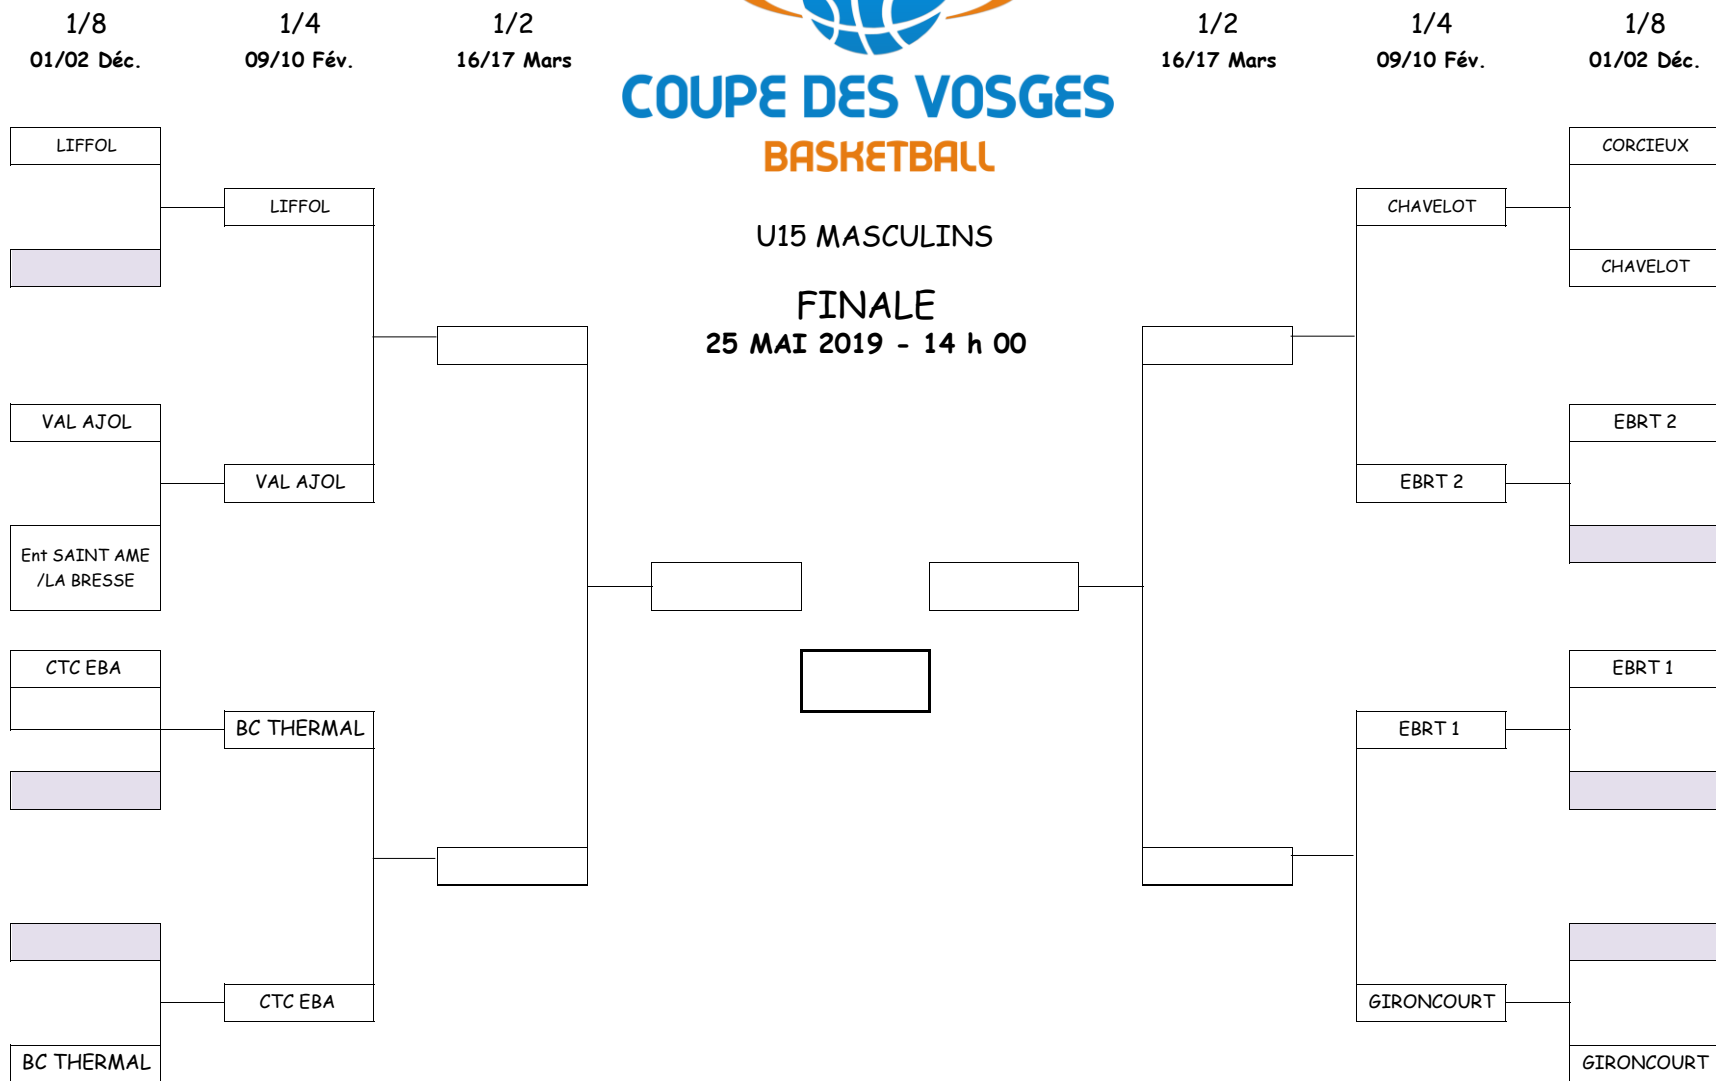 1/8 1/4 1/2 1/2 1/4 1/8
01/02 Déc. 09/10 Fév. 16/17 Mars 16/17 Mars 09/10 Fév. 01/02 Déc.
COUPE DES VOSGES
BASKETBALL
LIFFOL CORCIEUX
LIFFOL CHAVELOT
U15 MASCULINS
CHAVELOT
FINALE
25 MAI 2019 - 14 h 00
VAL AJOL EBRT 2
VAL AJOL EBRT 2
Ent SAINT AME
/LA BRESSE
CTC EBA EBRT 1
BC THERMAL EBRT 1
CTC EBA GIRONCOURT
BC THERMAL GIRONCOURT